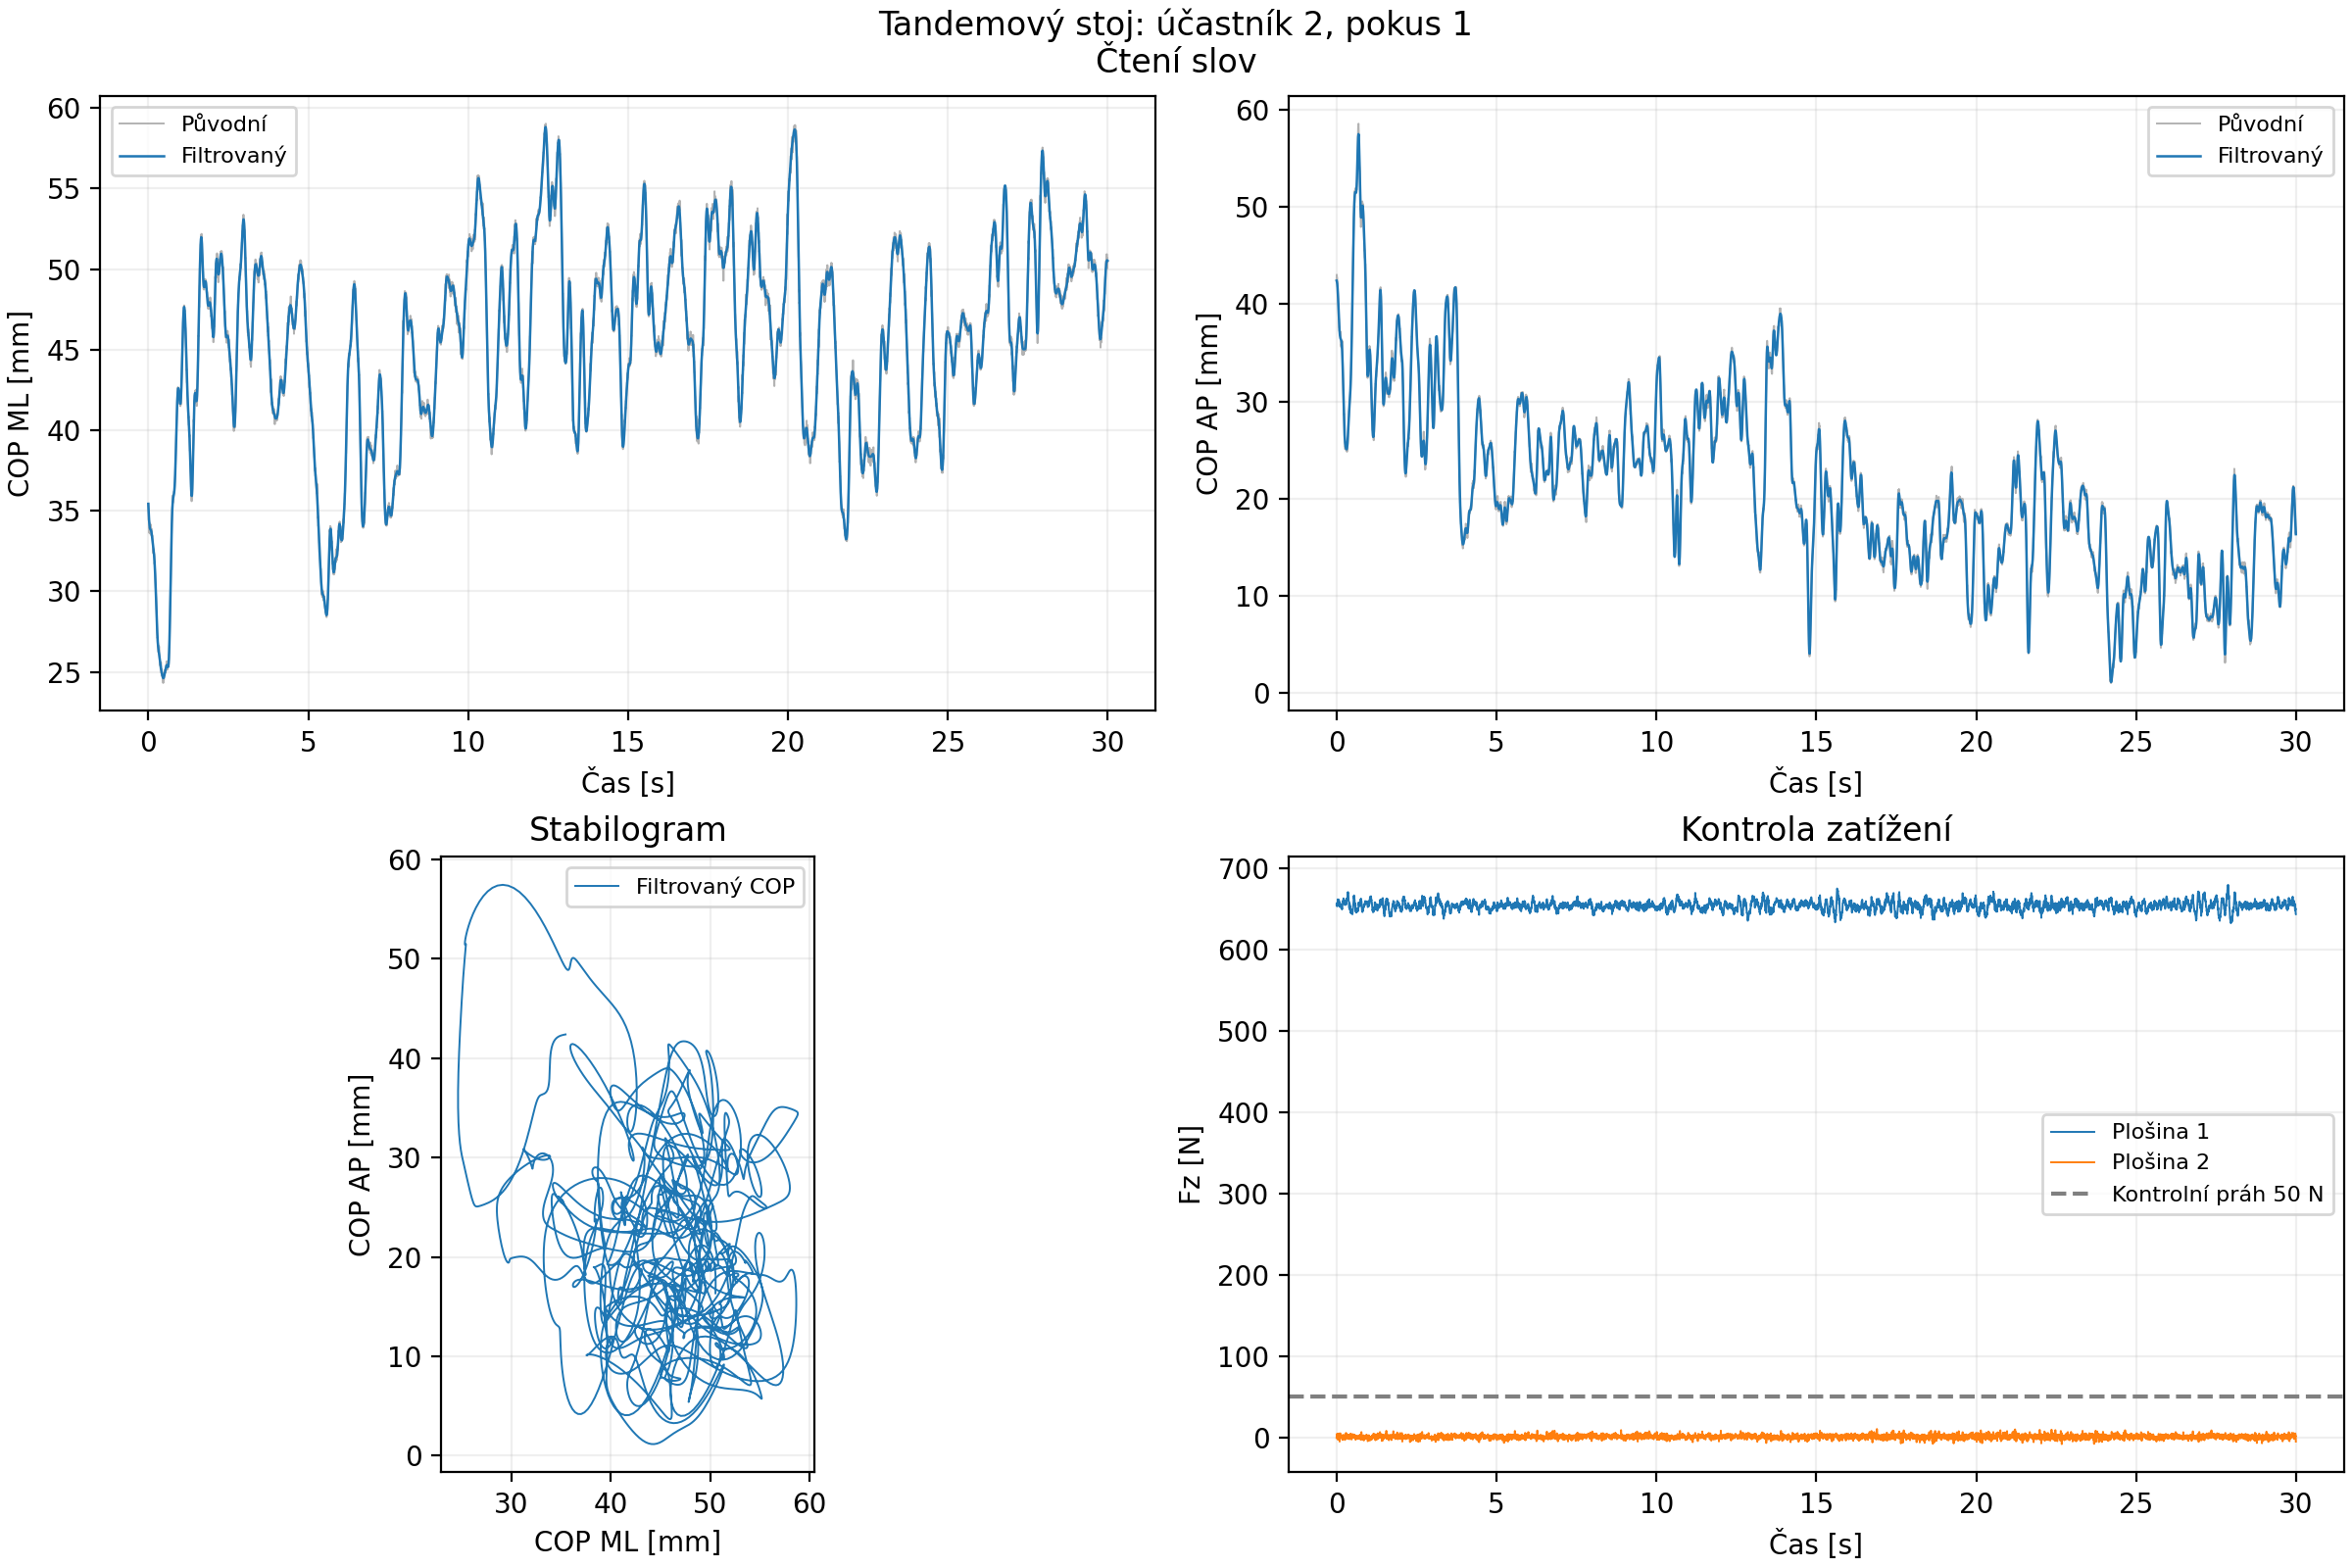 Tandemový stoj: účastník 2, pokus 1
Čtení slov
60
55
50
45
40
35
30
25
COP ML [mm]
Původní
Filtrovaný
0
5
10
15
20
25
30
Čas [s]
60
50
40
30
20
10
0
COP AP [mm]
Původní
Filtrovaný
0
5
10
15
20
25
30
Čas [s]
Stabilogram
60
50
40
30
20
10
0
COP AP [mm]
Filtrovaný COP
30
40
50
60
COP ML [mm]
Kontrola zatížení
700
600
500
400
300
200
100
0
Fz [N]
Plošina 1
Plošina 2
Kontrolní práh 50 N
0
5
10
15
20
25
30
Čas [s]